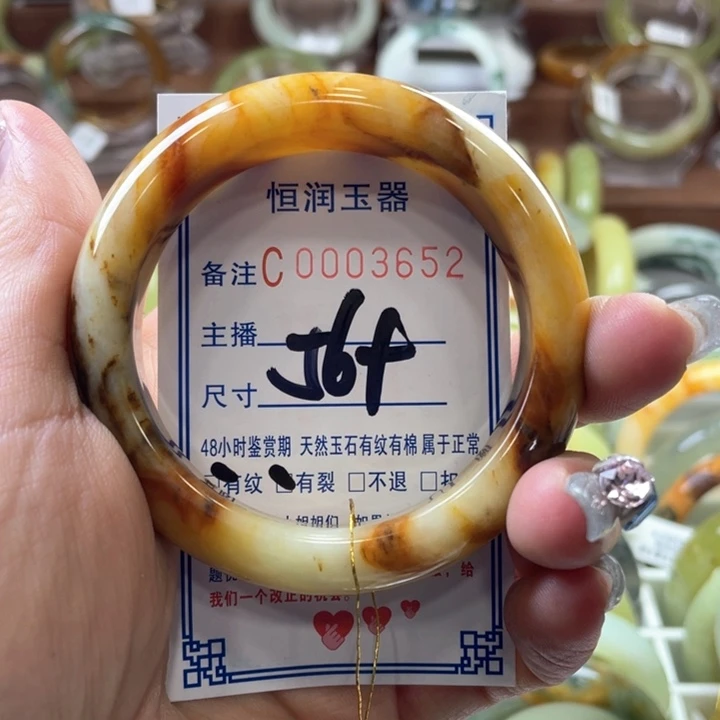 恒润玉器
备注C0003652
主播
J64
尺寸
48小时鉴赏期 天然玉石有纹有棉 属于正常
有纹 □有裂 □不退
给
我们一个改正的机会。